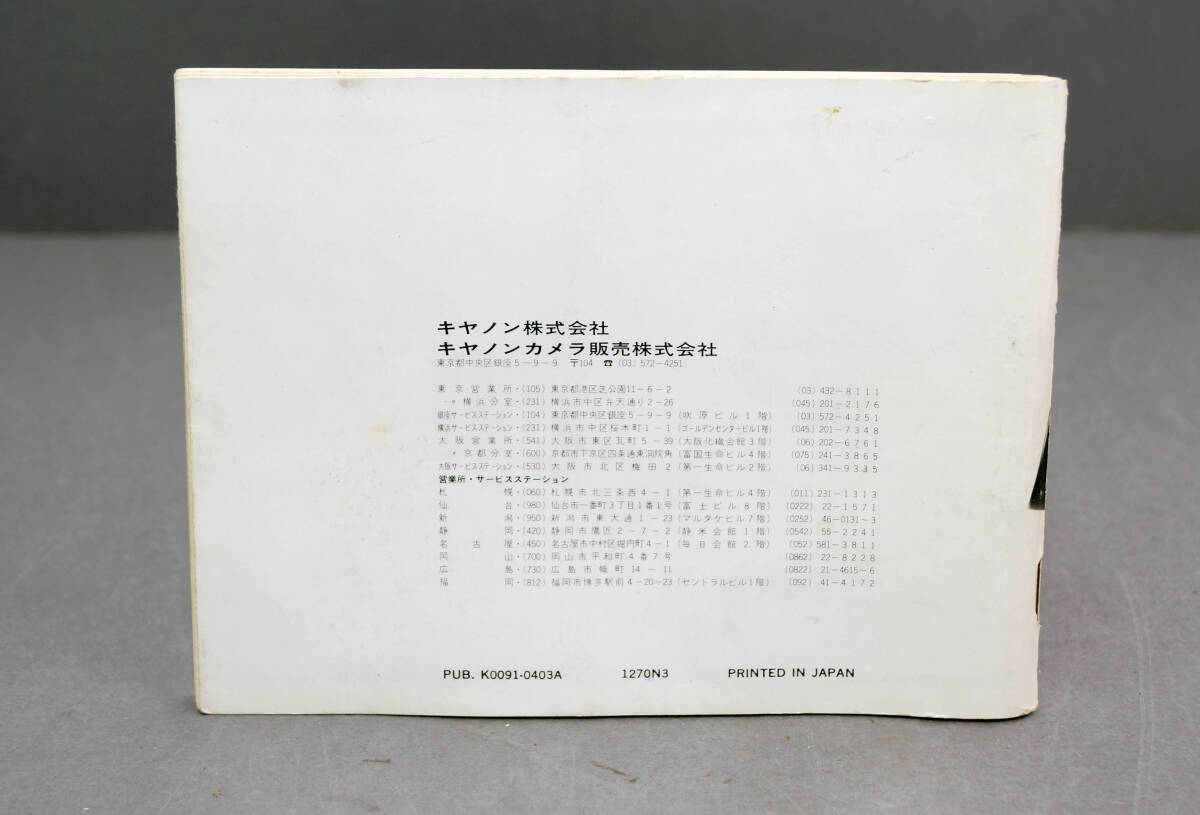 キヤノン株式会社
キヤノンカメラ販売株式会社
東京都中央区銀座5-9-9 〒104 ☎ (03) 572-4251
東京営業所・(105) 東京都港区芝公園11-6-2 (03) 432-8111
〃横浜分室・(231) 横浜市中区弁天通り2-26 (045) 201-2176
銀座サービスステーション・(104) 東京都中央区銀座5-9-9 (吹原ビル1階) (03) 572-4251
横浜サービスステーション・(231) 横浜市中区桜木町1-1 (ゴールデンセンタービル1階) (045) 201-7348
大阪営業所・(541) 大阪市東区瓦町5-39 (大阪化繊会館3階) (06) 202-6761
〃京都分室・(600) 京都市下京区四条通東洞院角 (富国生命ビル4階) (075) 241-3865
大阪サービスステーション・(530) 大阪市北区梅田2 (第一生命ビル2階) (06) 341-9335
営業所・サービスステーション
札幌・(060) 札幌市北三条西4-1 (第一生命ビル4階) (011) 231-1313
仙台・(980) 仙台市一番町3丁目1番1号 (富士ビル8階) (0222) 22-1571
新潟・(950) 新潟市東大通1-23 (マルタケビル7階) (0252) 46-0131~3
静岡・(420) 静岡市鷹匠2-7-2 (静米会館1階) (0542) 55-2241
名古屋・(450) 名古屋市中村区堀内町4-1 (毎日会館2階) (052) 581-3811
岡山・(700) 岡山市平和町4番7号 (0862) 22-8228
広島・(730) 広島市幟町14-11 (0822) 21-4615~6
福岡・(812) 福岡市博多駅前4-20~23 (セントラルビル1階) (092) 41-4172
PUB. K0091-0403A 1270N3 PRINTED IN JAPAN